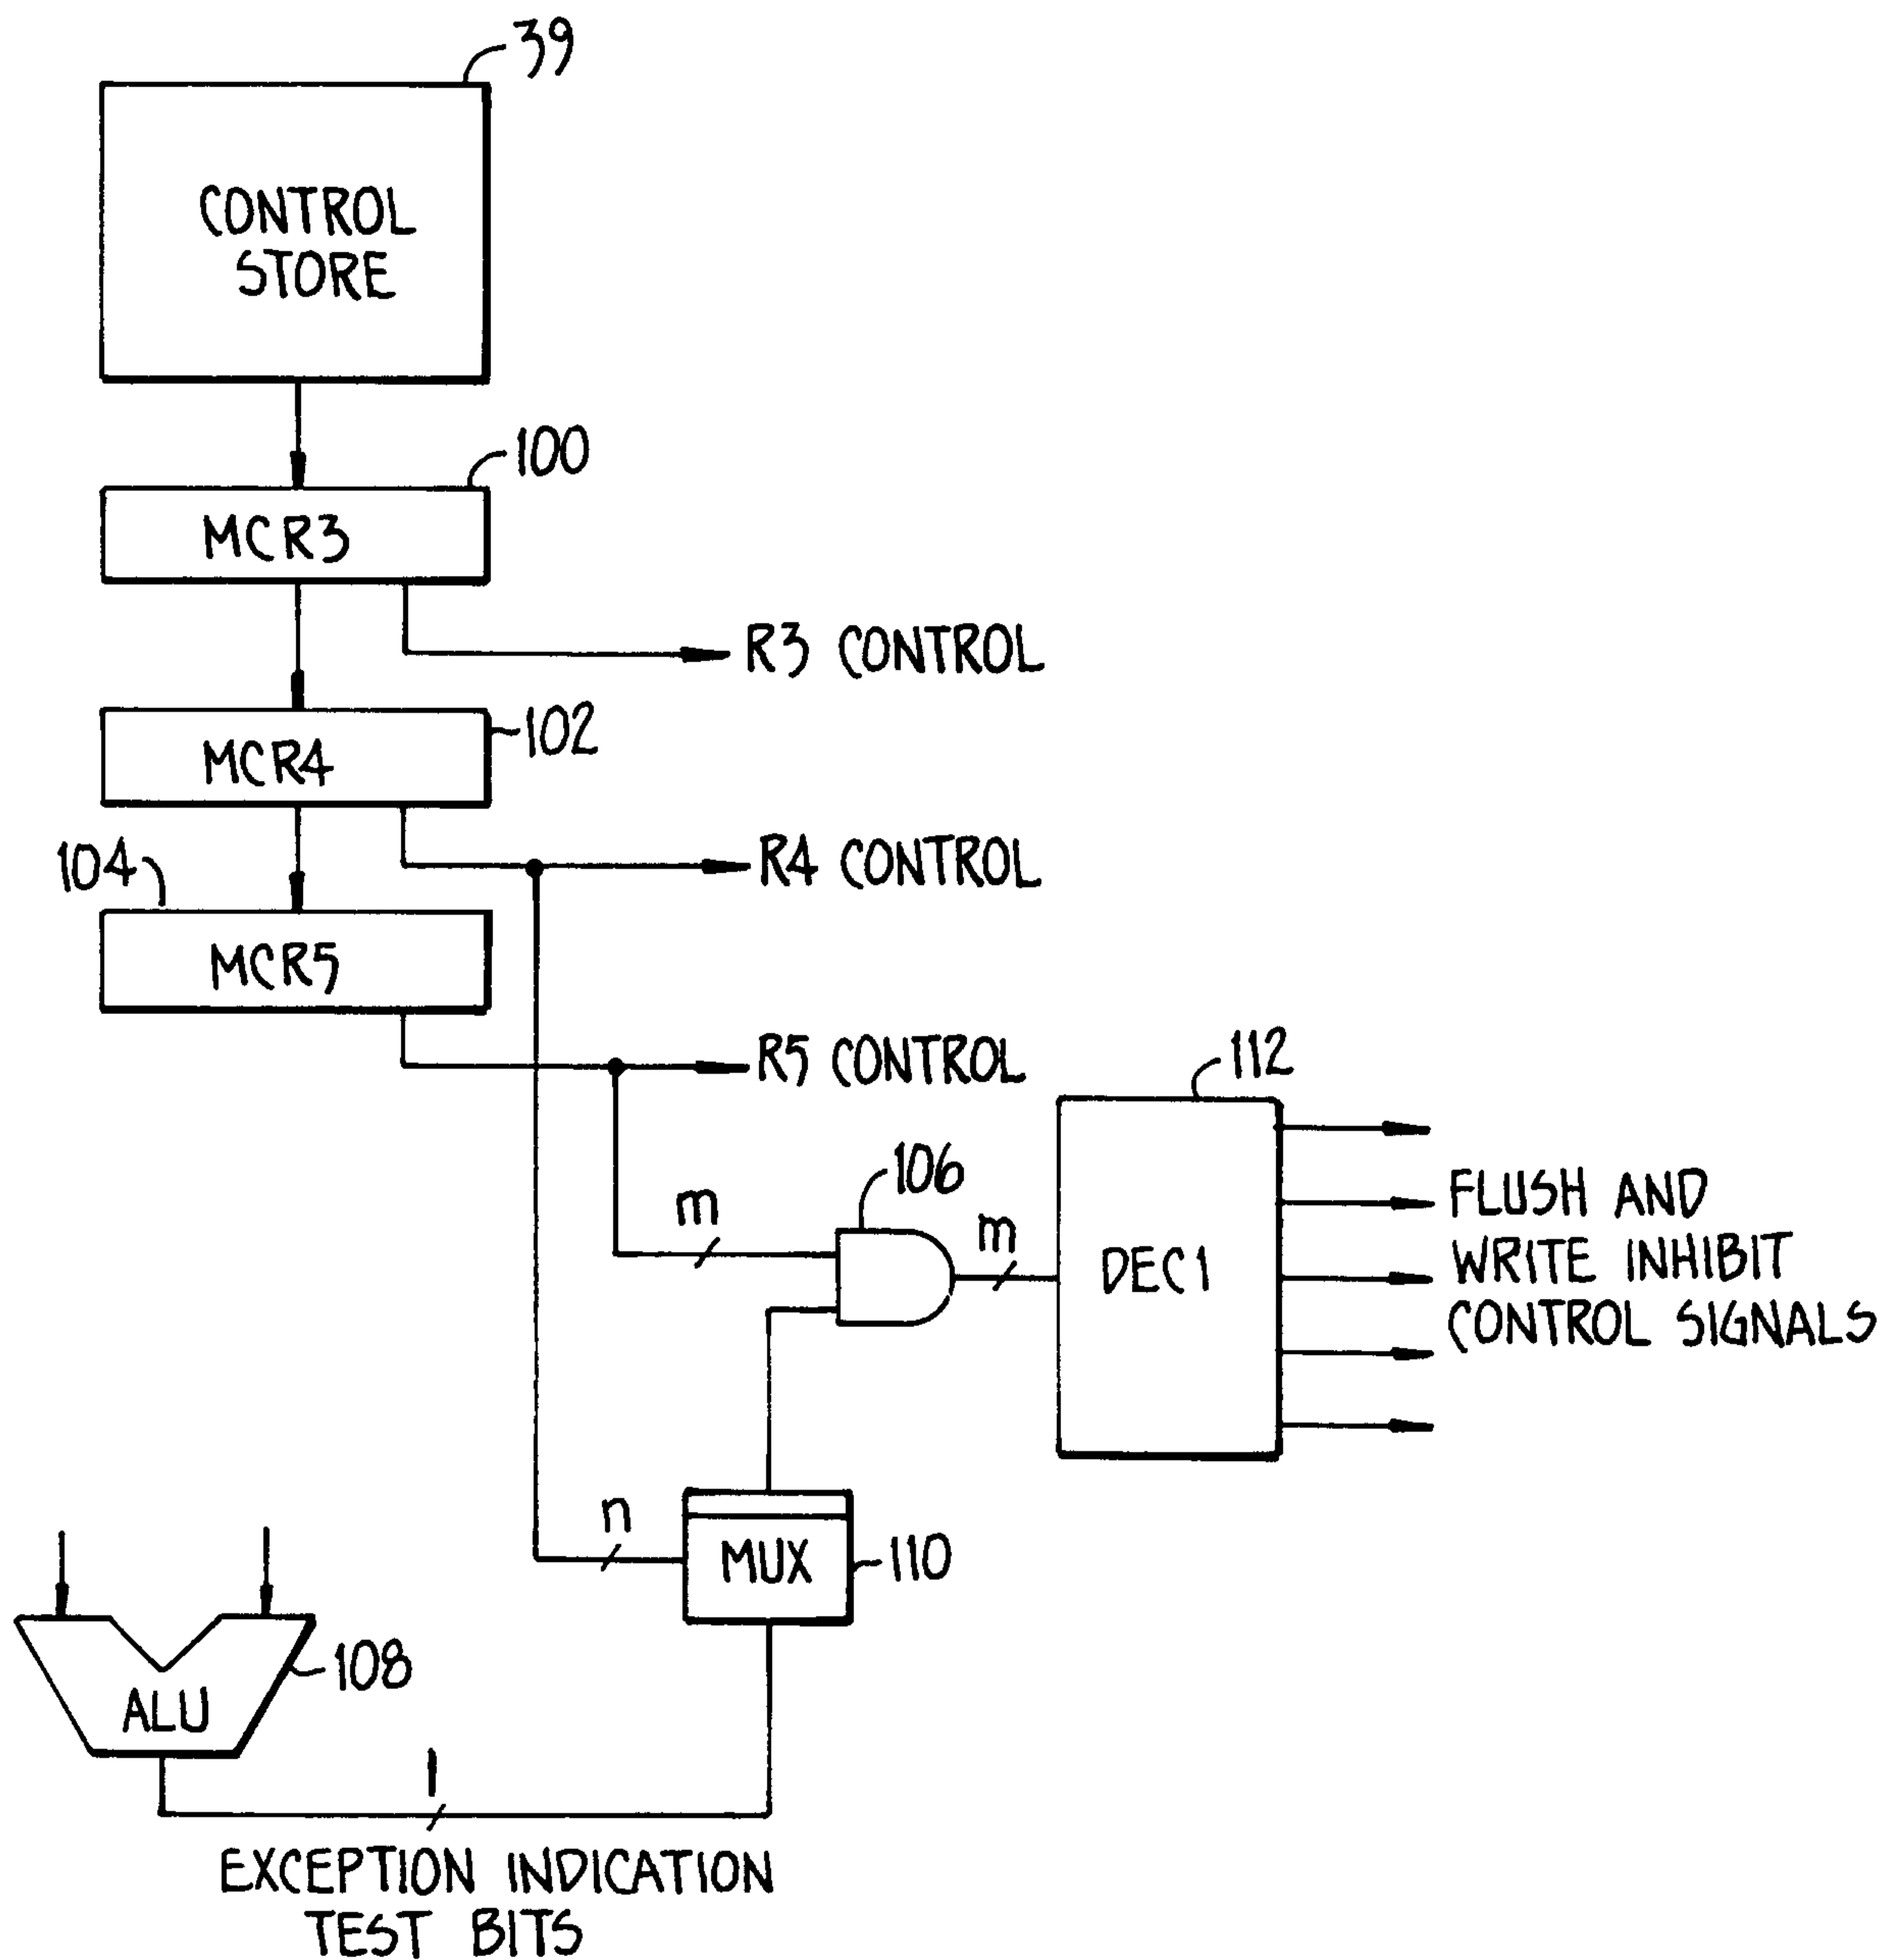 39
CONTROL
STORE
100
MCR3
R3 CONTROL
102
MCR4
104
R4 CONTROL
MCR5
R5 CONTROL
112
106
m
m
DEC1
FLUSH AND
WRITE INHIBIT
CONTROL SIGNALS
n
MUX
110
108
ALU
l
EXCEPTION INDICATION
TEST BITS